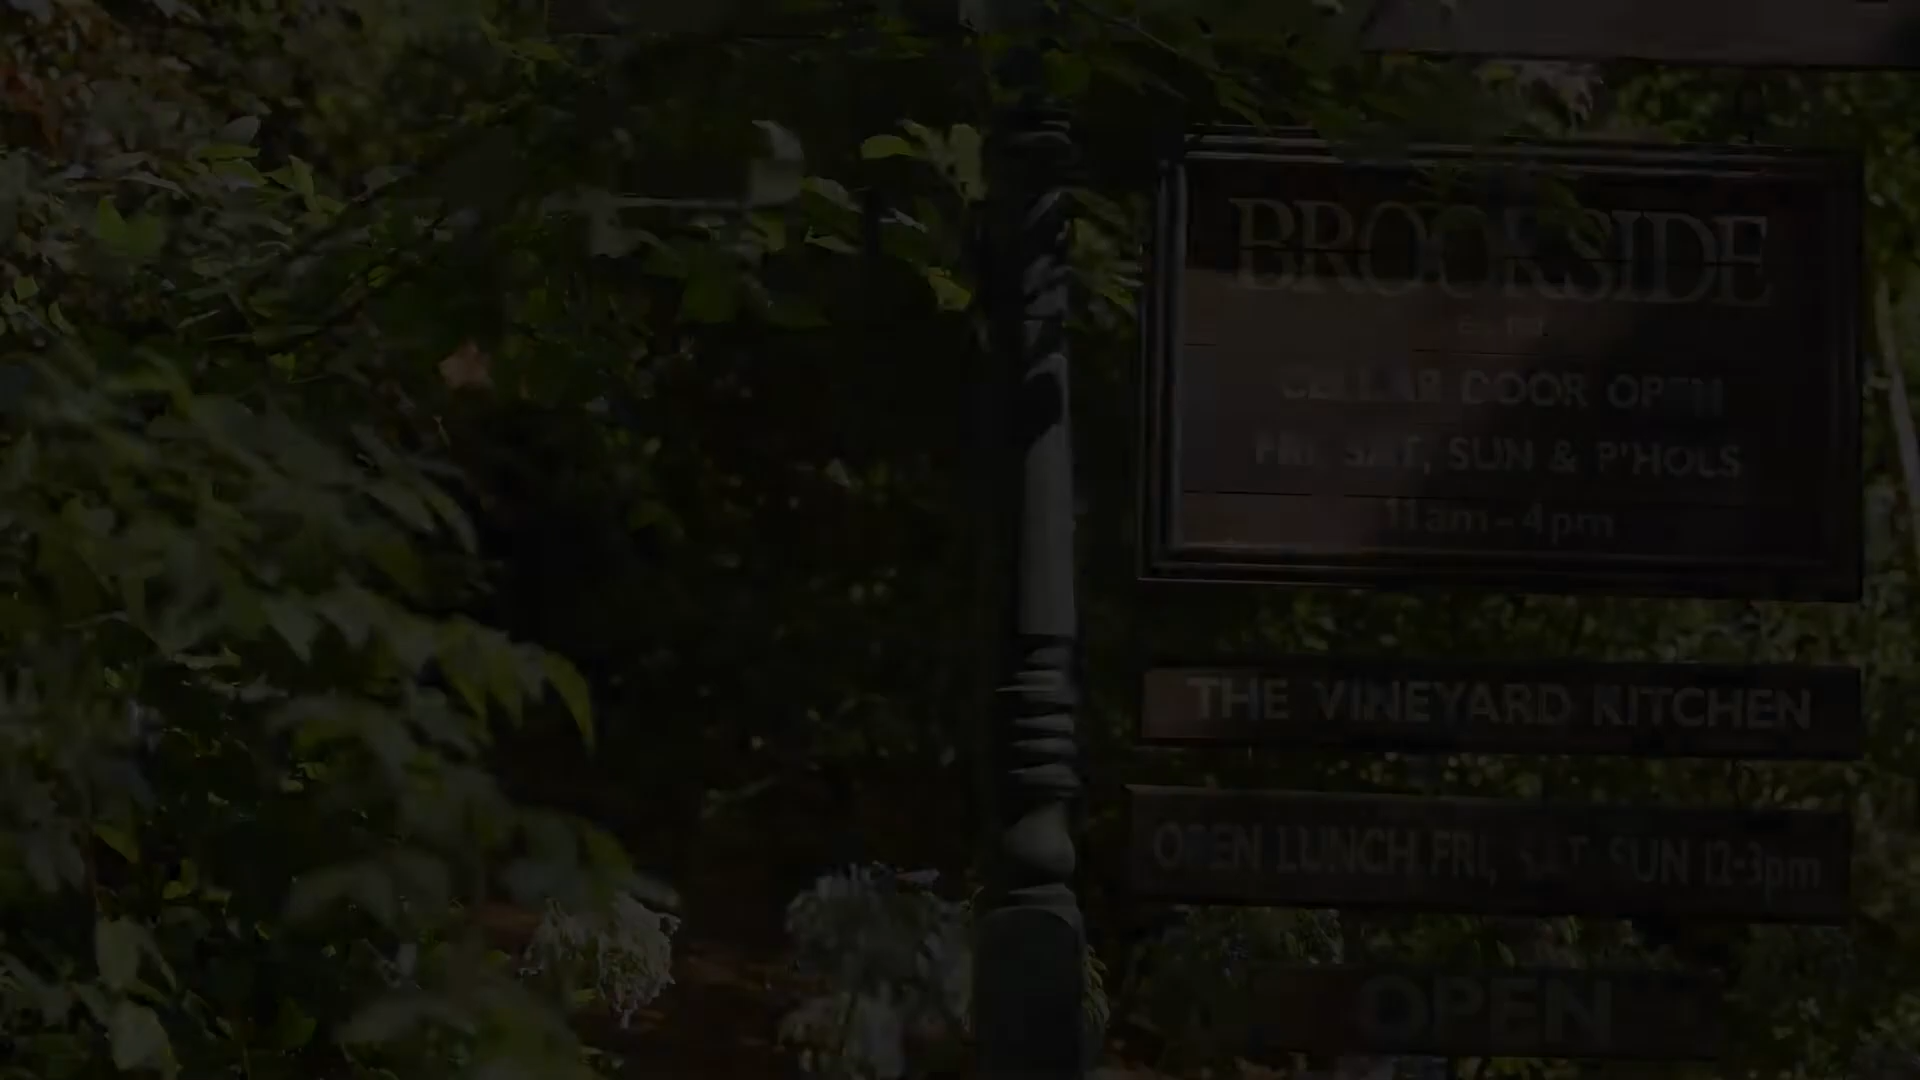 BROOKSIDE
CELLAR DOOR OPEN
FRI, SAT, SUN & P'HOLS
11am-4pm
THE VINEYARD KITCHEN
OPEN LUNCH FRI, SAT SUN 12-3pm
OPEN